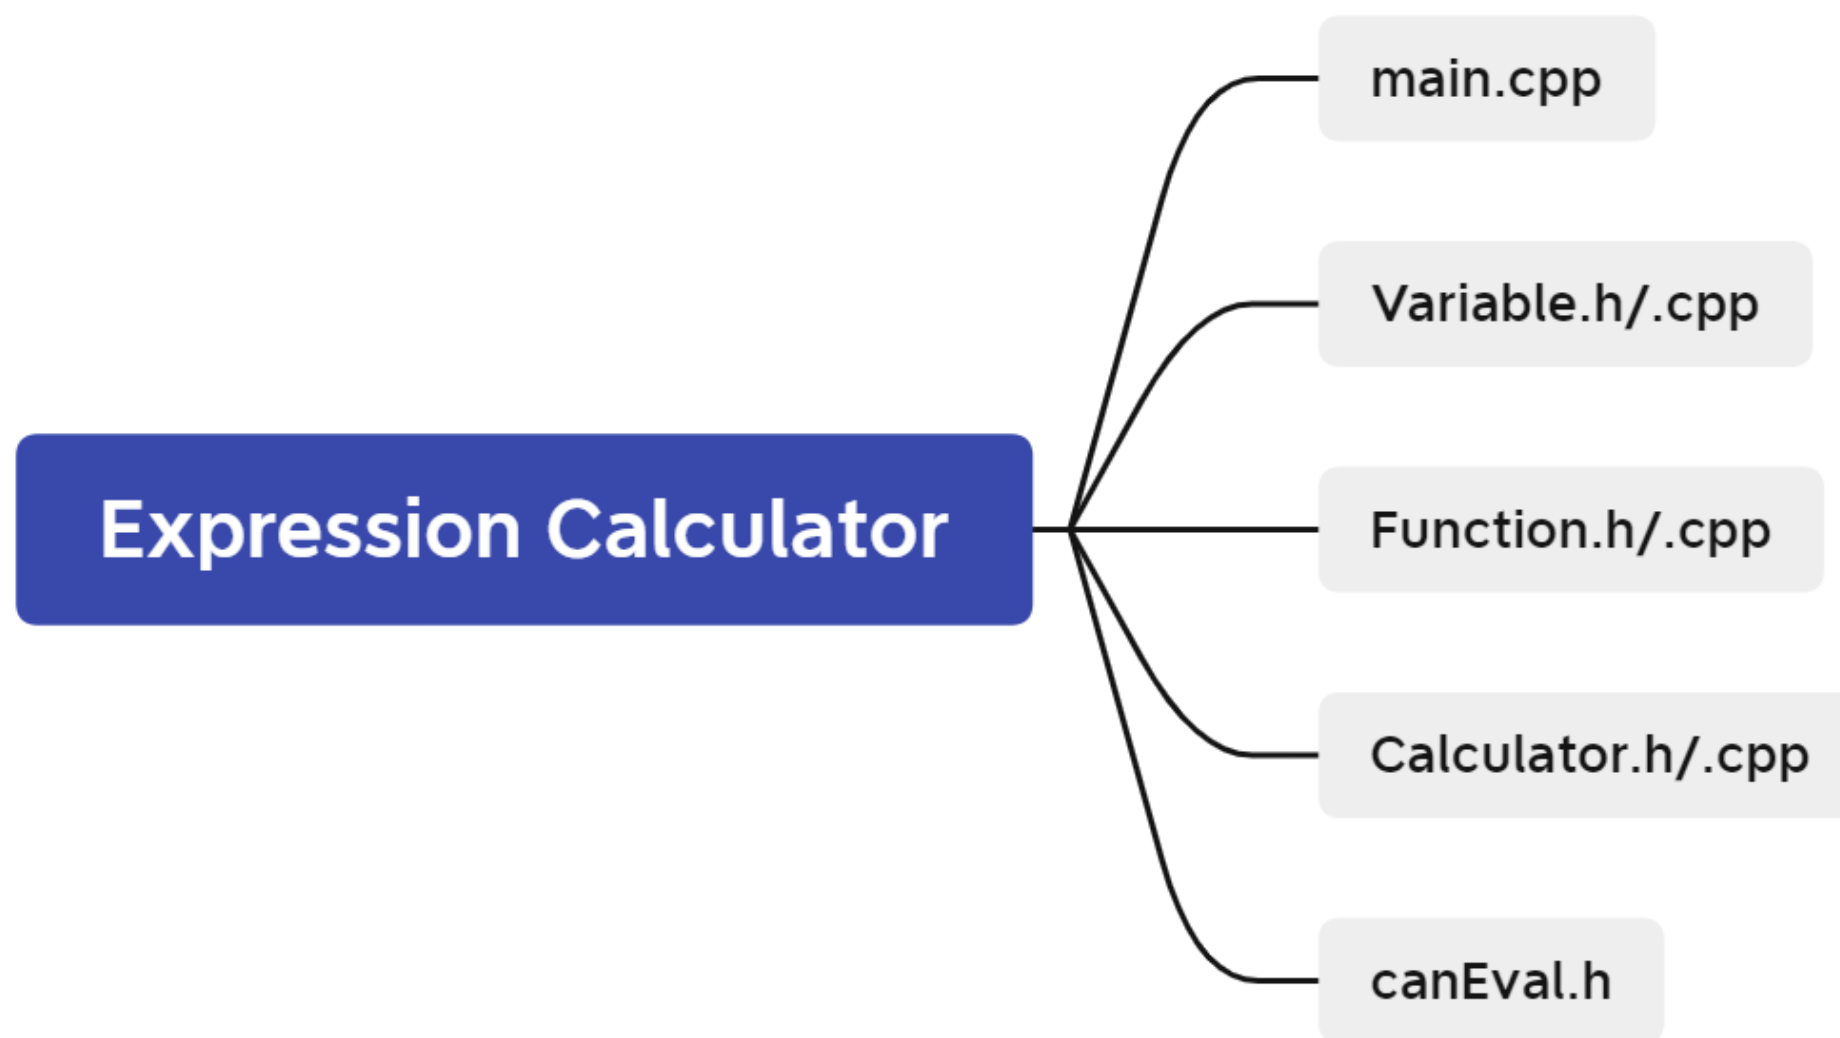 main.cpp
Variable.h/.cpp
Expression Calculator
Function.h/.cpp
Calculator.h/.cpp
canEval.h